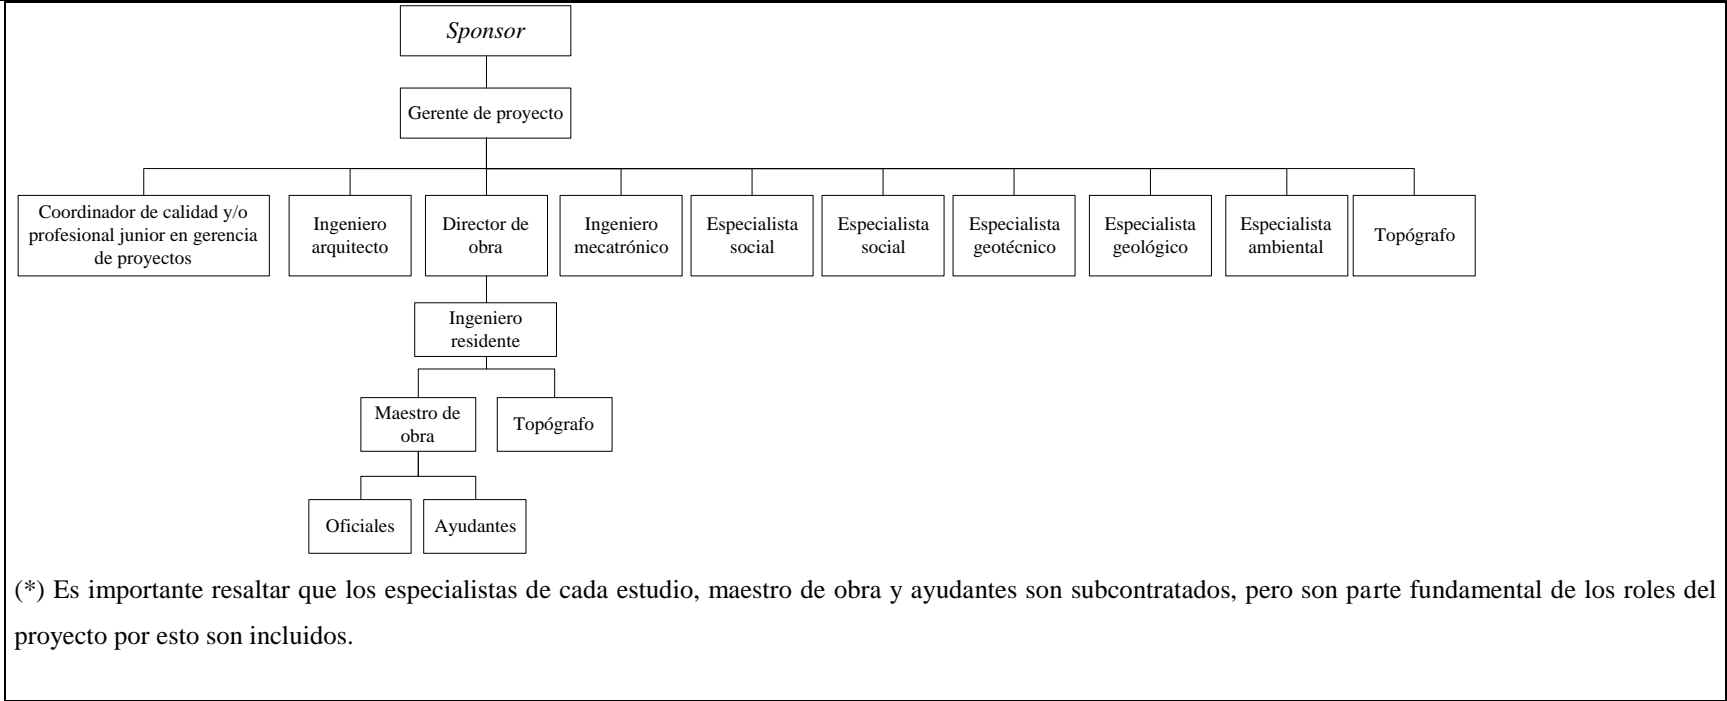 Sponsor
Gerente de proyecto
Coordinador de calidad y/o
profesional junior en gerencia
de proyectos
Ingeniero
arquitecto
Director de
obra
Ingeniero
mecatrónico
Especialista
social
Especialista
social
Especialista
geotécnico
Especialista
geológico
Especialista
ambiental
Topógrafo
Ingeniero
residente
Maestro de
obra
Topógrafo
Oficiales
Ayudantes
(*) Es importante resaltar que los especialistas de cada estudio, maestro de obra y ayudantes son subcontratados, pero son parte fundamental de los roles del
proyecto por esto son incluidos.